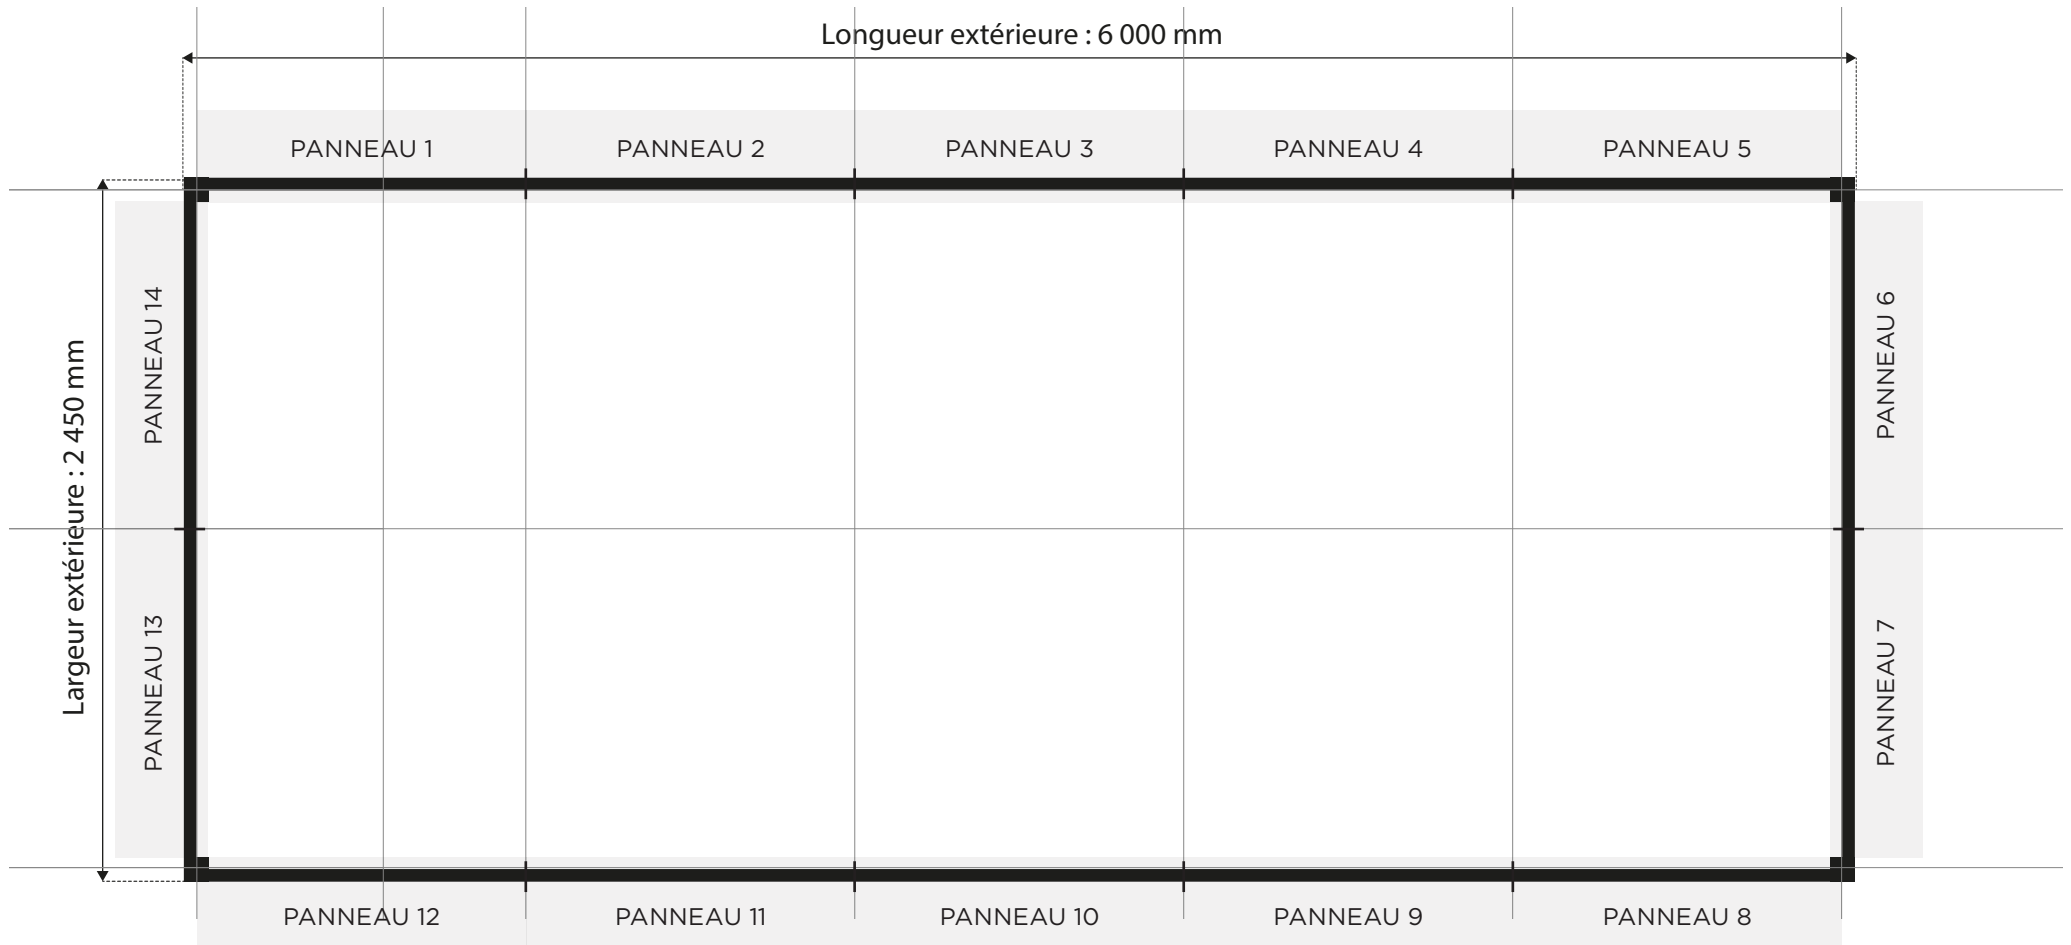 Longueur extérieure : 6 000 mm
PANNEAU 1
PANNEAU 2
PANNEAU 3
PANNEAU 4
PANNEAU 5
PANNEAU 14
PANNEAU 6
Largeur extérieure : 2 450 mm
PANNEAU 13
PANNEAU 7
PANNEAU 12
PANNEAU 11
PANNEAU 10
PANNEAU 9
PANNEAU 8